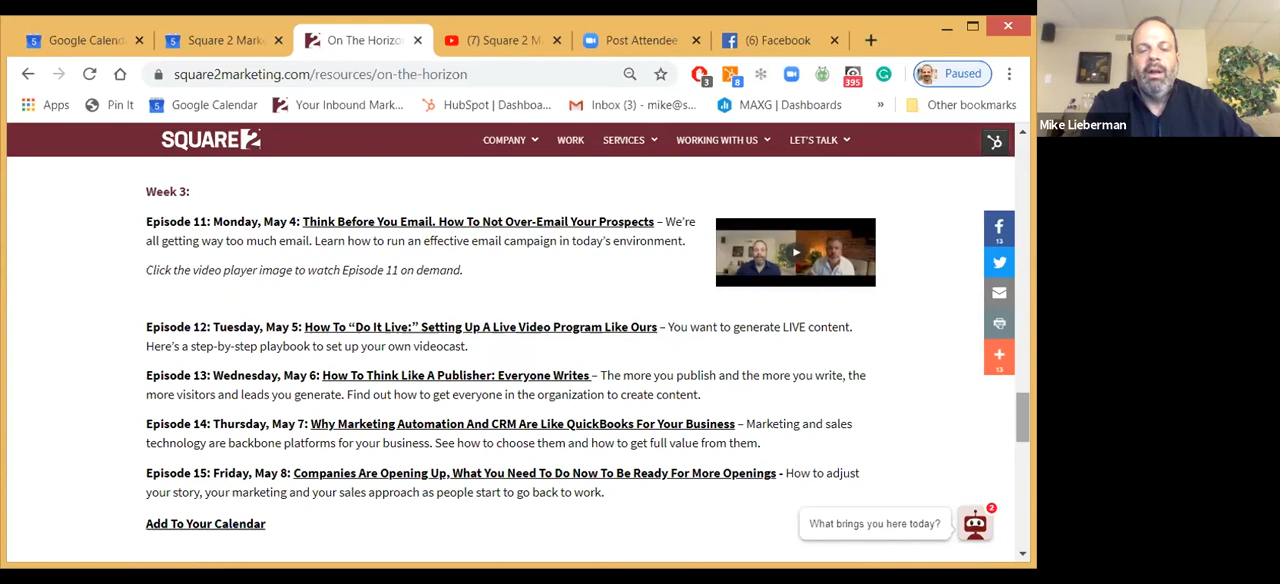 Google Calend
Square 2 Mark
On The Horizo
(7) Square 2 M
Post Attendee
(3) Facebook
square2marketing.com/resources/on-the-horizon
3
8
395
Paused
Apps
Pin It
Google Calendar
Your Inbound Mark...
HubSpot | Dashboa...
Inbox (3) - mike@s...
MAXG | Dashboards
»
Other bookmarks
Mike Lieberman
SQUARE 2
COMPANY
WORK
SERVICES
WORKING WITH US
LET'S TALK
Week 3:
Episode 11: Monday, May 4: Think Before You Email. How To Not Over-Email Your Prospects – We're
all getting way too much email. Learn how to run an effective email campaign in today's environment.
Click the video player image to watch Episode 11 on demand.
Episode 12: Tuesday, May 5: How To “Do It Live:” Setting Up A Live Video Program Like Ours – You want to generate LIVE content.
Here's a step-by-step playbook to set up your own videocast.
Episode 13: Wednesday, May 6: How To Think Like A Publisher: Everyone Writes – The more you publish and the more you write, the
more visitors and leads you generate. Find out how to get everyone in the organization to create content.
Episode 14: Thursday, May 7: Why Marketing Automation And CRM Are Like QuickBooks For Your Business – Marketing and sales
technology are backbone platforms for your business. See how to choose them and how to get full value from them.
Episode 15: Friday, May 8: Companies Are Opening Up, What You Need To Do Now To Be Ready For More Openings - How to adjust
your story, your marketing and your sales approach as people start to go back to work.
Add To Your Calendar
13
13
What brings you here today?
2